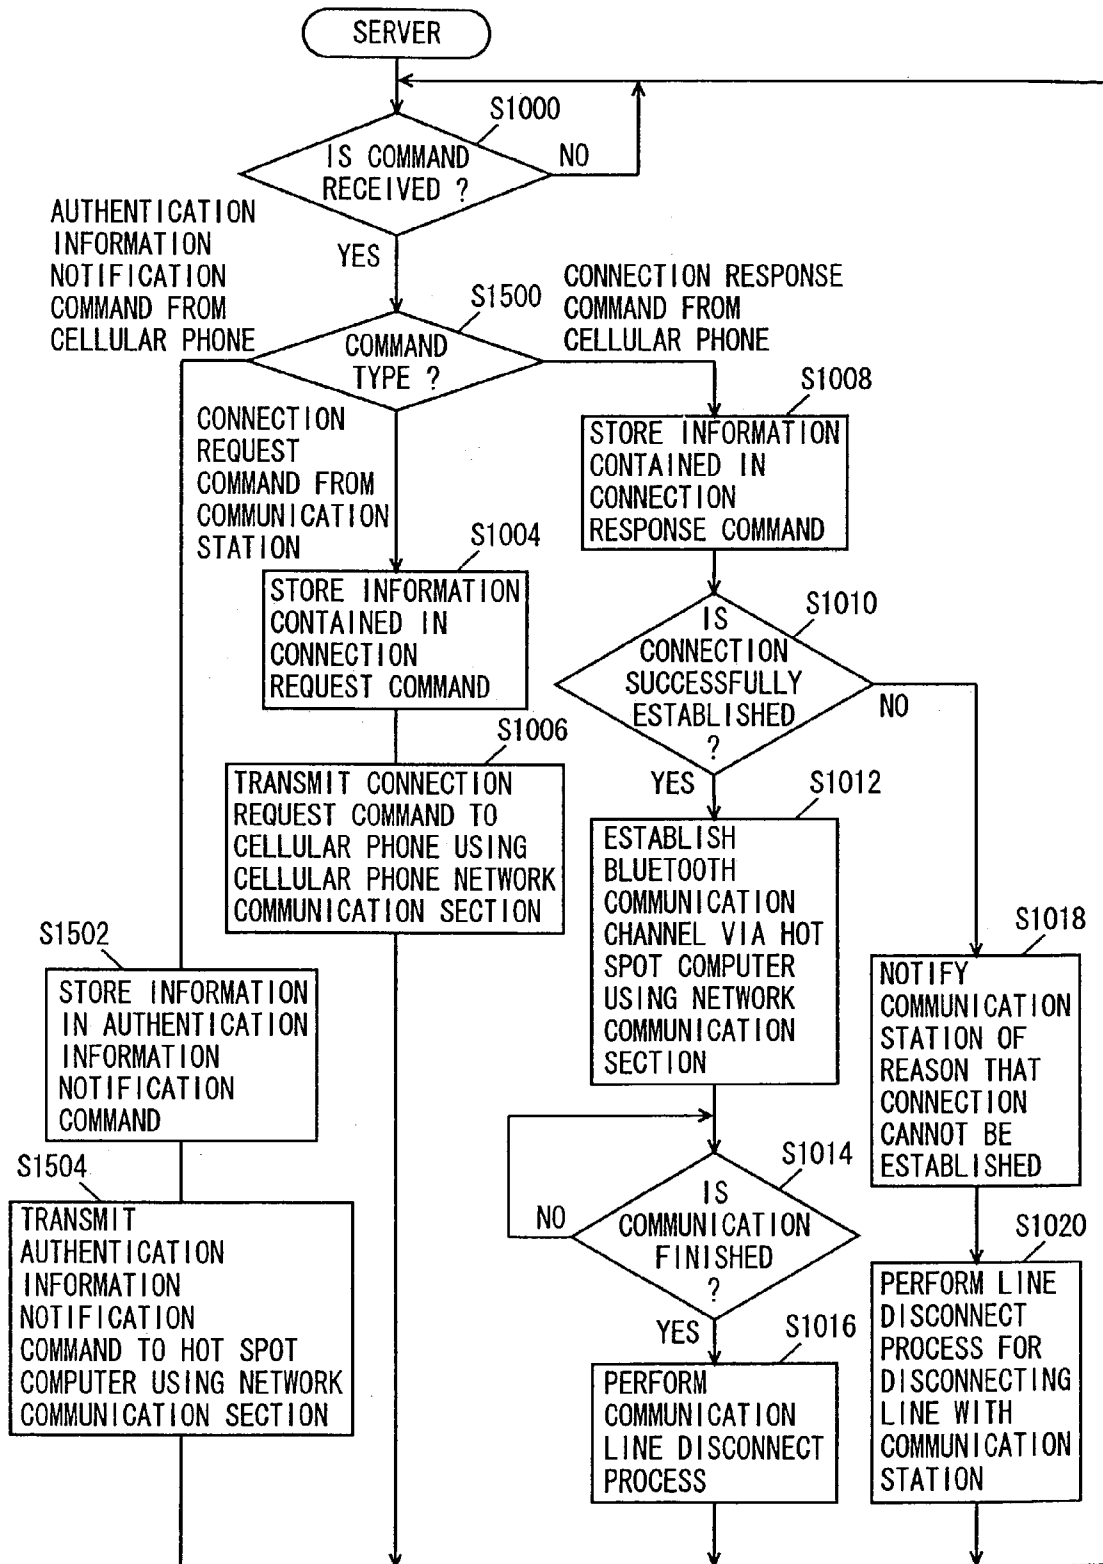 SERVER
S1000
IS COMMAND
RECEIVED ?
NO
YES
AUTHENTICATION
INFORMATION
NOTIFICATION
COMMAND FROM
CELLULAR PHONE
S1500
COMMAND
TYPE ?
CONNECTION RESPONSE
COMMAND FROM
CELLULAR PHONE
CONNECTION
REQUEST
COMMAND FROM
COMMUNICATION
STATION
S1004
STORE INFORMATION
CONTAINED IN
CONNECTION
REQUEST COMMAND
S1006
TRANSMIT CONNECTION
REQUEST COMMAND TO
CELLULAR PHONE USING
CELLULAR PHONE NETWORK
COMMUNICATION SECTION
S1008
STORE INFORMATION
CONTAINED IN
CONNECTION
RESPONSE COMMAND
S1010
IS
CONNECTION
SUCCESSFULLY
ESTABLISHED
?
NO
YES
S1012
ESTABLISH
BLUETOOTH
COMMUNICATION
CHANNEL VIA HOT
SPOT COMPUTER
USING NETWORK
COMMUNICATION
SECTION
S1014
IS
COMMUNICATION
FINISHED
?
NO
YES
S1016
PERFORM
COMMUNICATION
LINE DISCONNECT
PROCESS
S1018
NOTIFY
COMMUNICATION
STATION OF
REASON THAT
CONNECTION
CANNOT BE
ESTABLISHED
S1020
PERFORM LINE
DISCONNECT
PROCESS FOR
DISCONNECTING
LINE WITH
COMMUNICATION
STATION
S1502
STORE INFORMATION
IN AUTHENTICATION
INFORMATION
NOTIFICATION
COMMAND
S1504
TRANSMIT
AUTHENTICATION
INFORMATION
NOTIFICATION
COMMAND TO HOT SPOT
COMPUTER USING NETWORK
COMMUNICATION SECTION